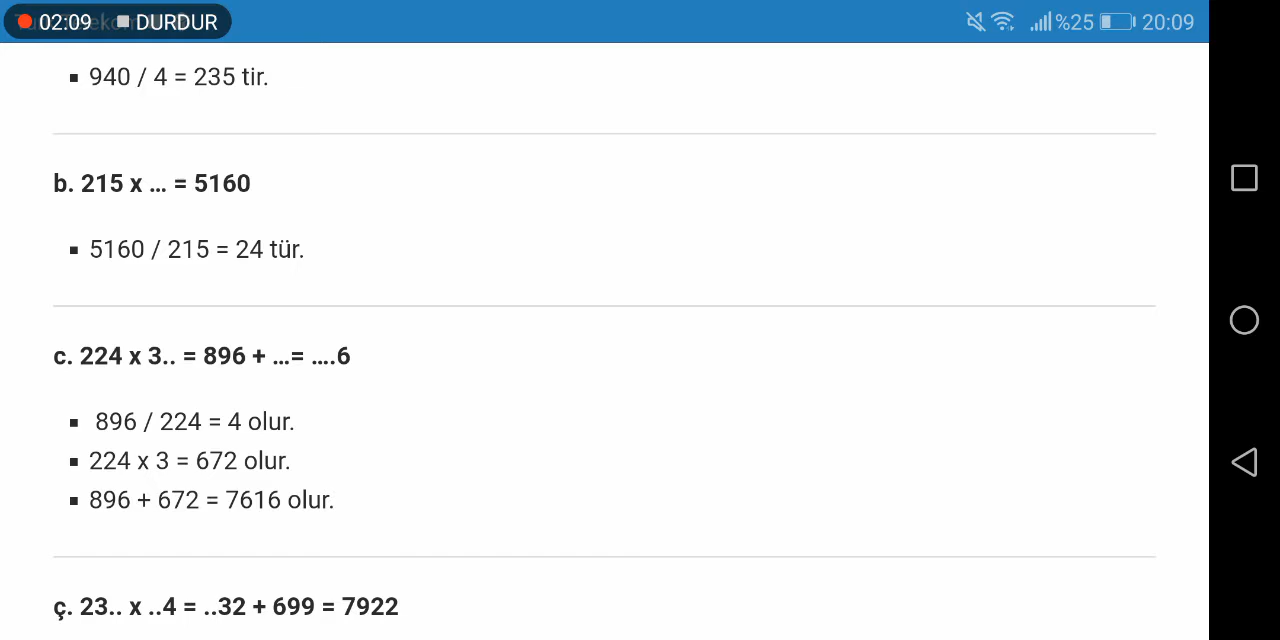 02:09 DURDUR %25 20:09
▪ 940 / 4 = 235 tir.
b. 215 x ... = 5160
▪ 5160 / 215 = 24 tür.
c. 224 x 3.. = 896 + ...= ....6
▪ 896 / 224 = 4 olur.
▪ 224 x 3 = 672 olur.
▪ 896 + 672 = 7616 olur.
ç. 23.. x ..4 = ..32 + 699 = 7922